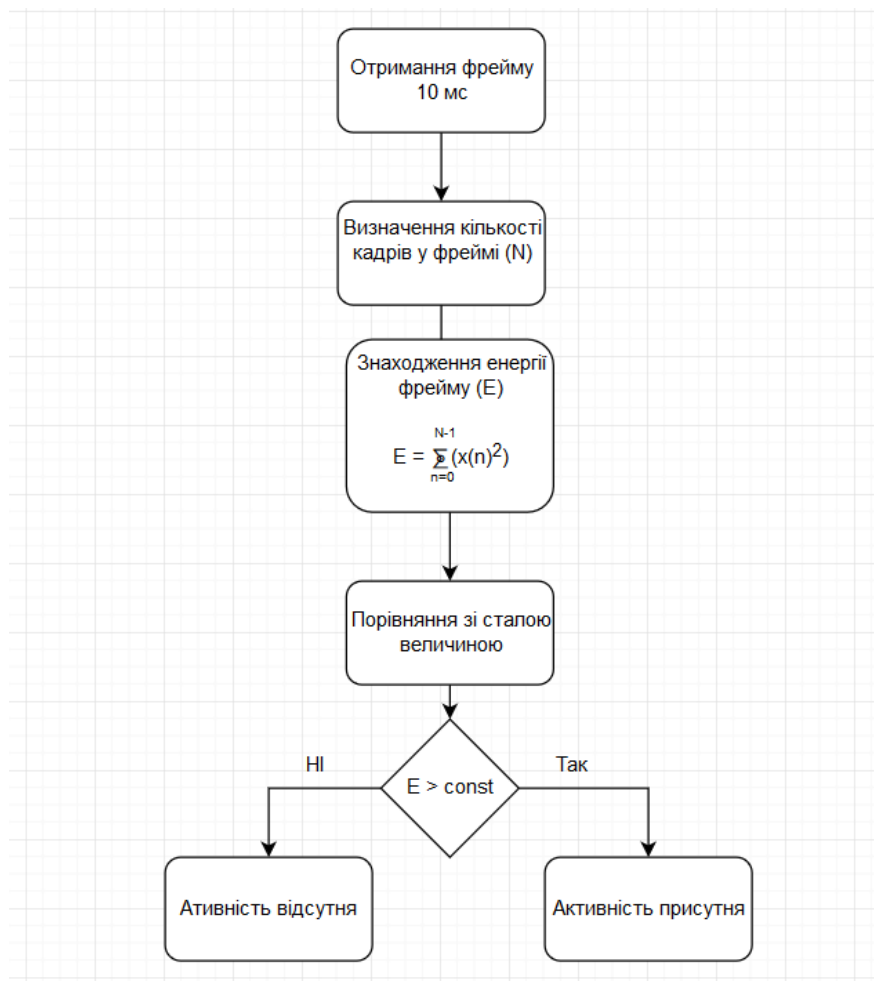 Отримання фрейму
10 мс
Визначення кількості
кадрів у фреймі (N)
Знаходження енергії
фрейму (E)
N-1
E = ∑(x(n)²)
n=0
Порівняння зі сталою
величиною
НІ
Так
E > const
Ативність відсутня
Активність присутня